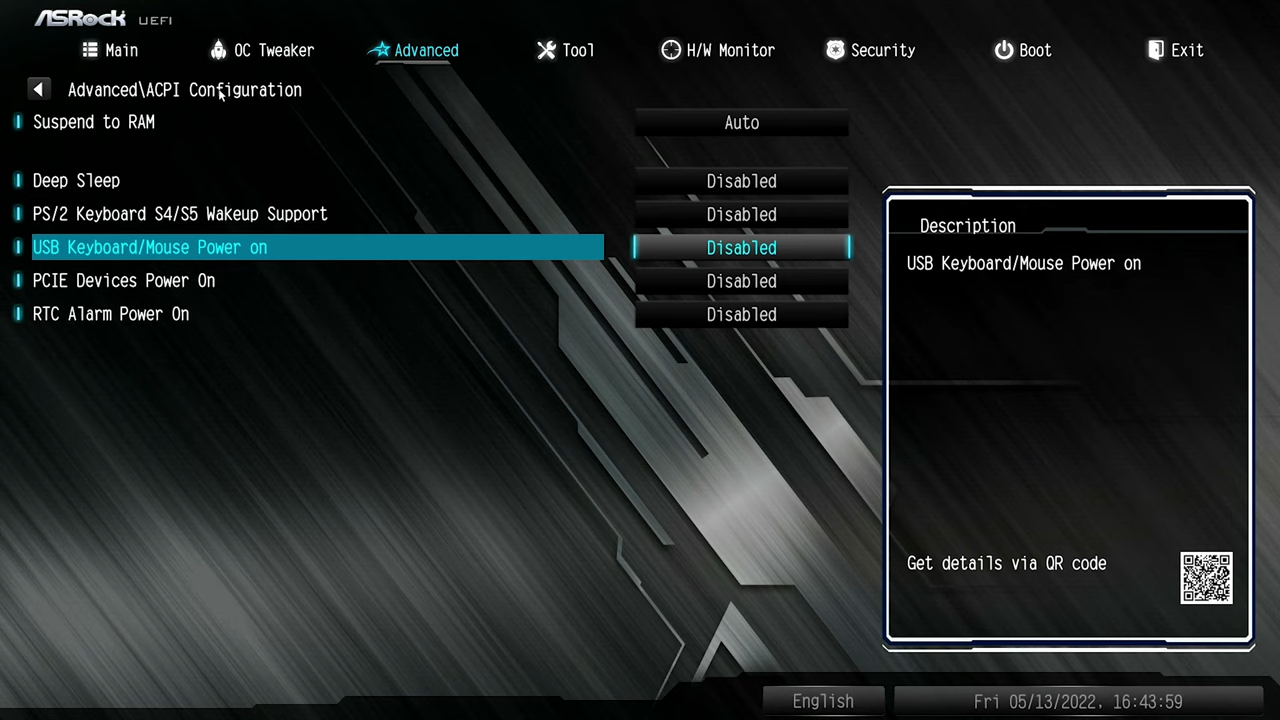 ASRock UEFI
Main OC Tweaker Advanced Tool H/W Monitor Security Boot Exit
Advanced\ACPI Configuration
Suspend to RAM Auto
Deep Sleep Disabled
PS/2 Keyboard S4/S5 Wakeup Support Disabled
USB Keyboard/Mouse Power on Disabled
PCIE Devices Power On Disabled
RTC Alarm Power On Disabled
Description
USB Keyboard/Mouse Power on
Get details via QR code
English Fri 05/13/2022, 16:43:59